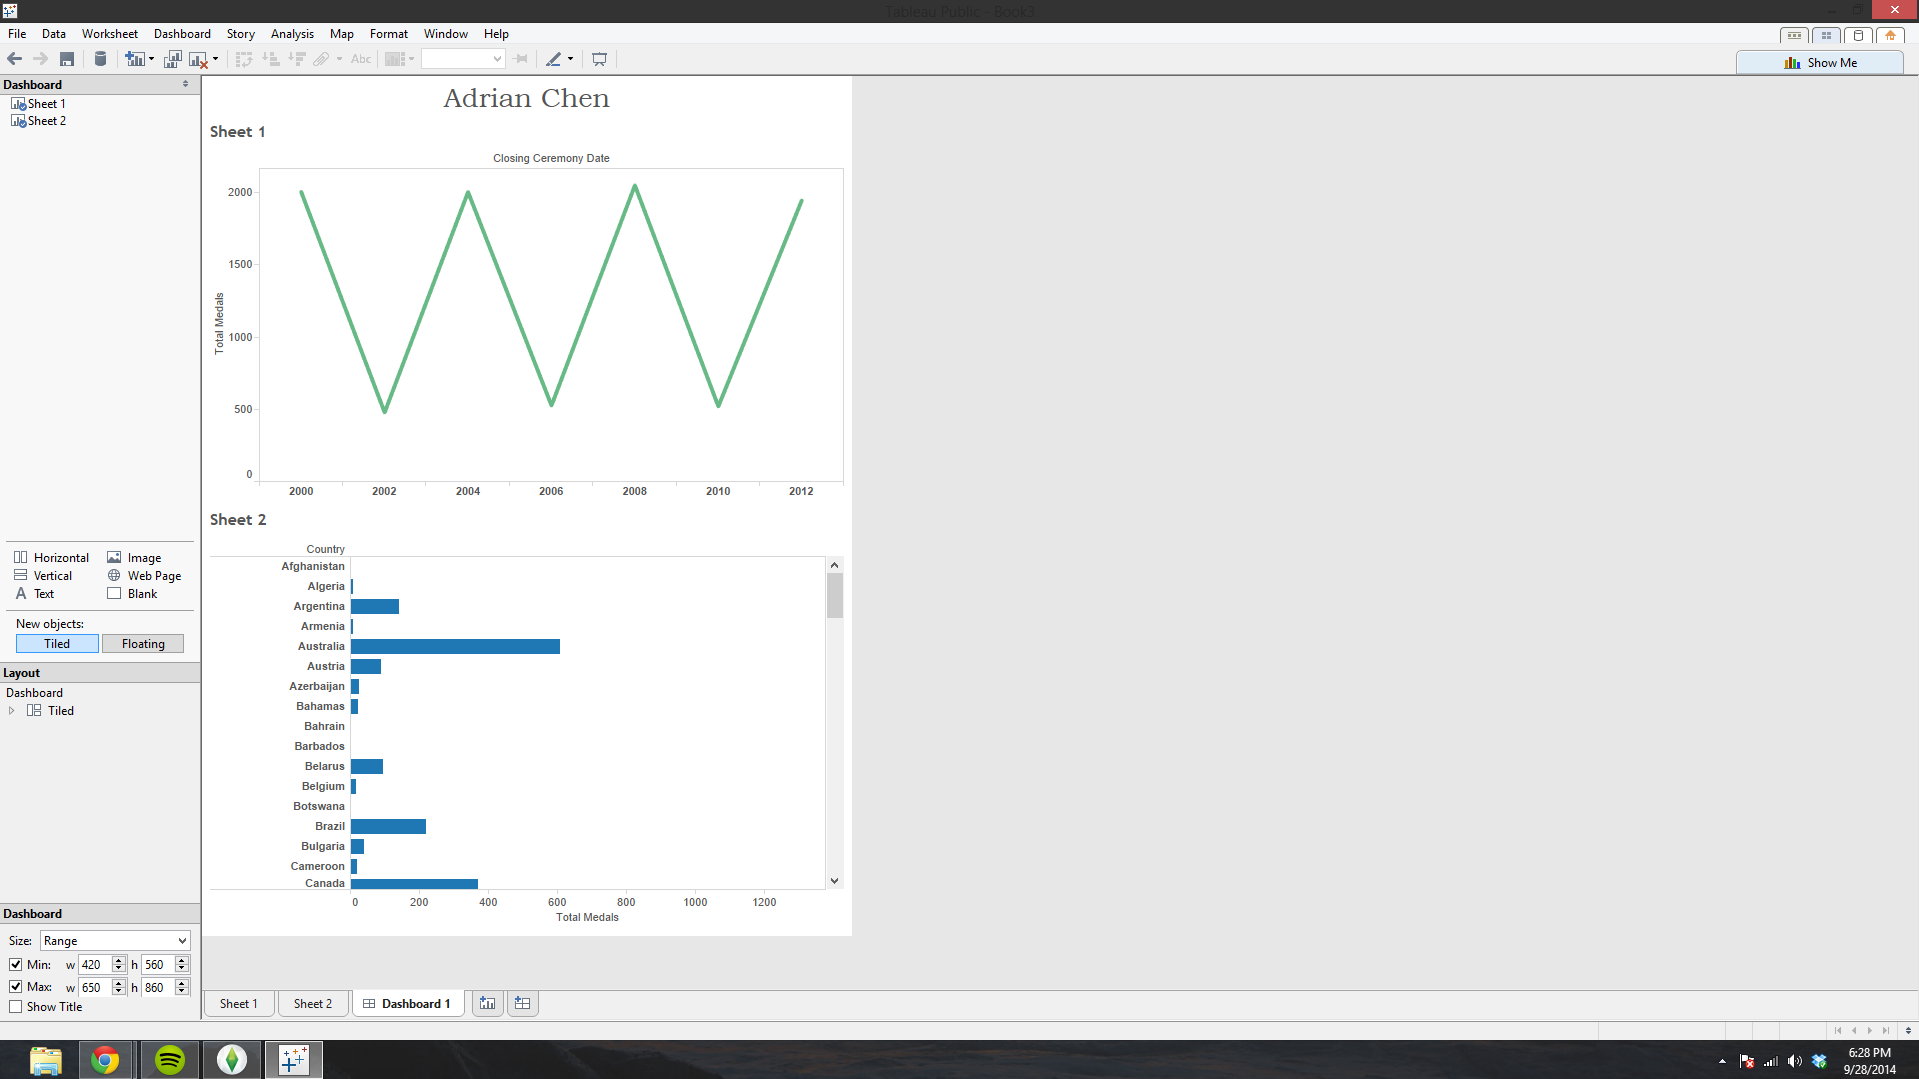 Tableau Public - Book3
File Data Worksheet Dashboard Story Analysis Map Format Window Help
Abc
Show Me
Dashboard
Sheet 1
Sheet 2
Adrian Chen
Sheet 1
Closing Ceremony Date
Total Medals
2000
1500
1000
500
0
2000 2002 2004 2006 2008 2010 2012
Sheet 2
Country
Afghanistan
Algeria
Argentina
Armenia
Australia
Austria
Azerbaijan
Bahamas
Bahrain
Barbados
Belarus
Belgium
Botswana
Brazil
Bulgaria
Cameroon
Canada
0 200 400 600 800 1000 1200
Total Medals
Horizontal Image
Vertical Web Page
A Text Blank
New objects:
Tiled Floating
Layout
Dashboard
Tiled
Dashboard
Size: Range
Min: w 420 h 560
Max: w 650 h 860
Show Title
Sheet 1 Sheet 2 Dashboard 1
6:28 PM
9/28/2014